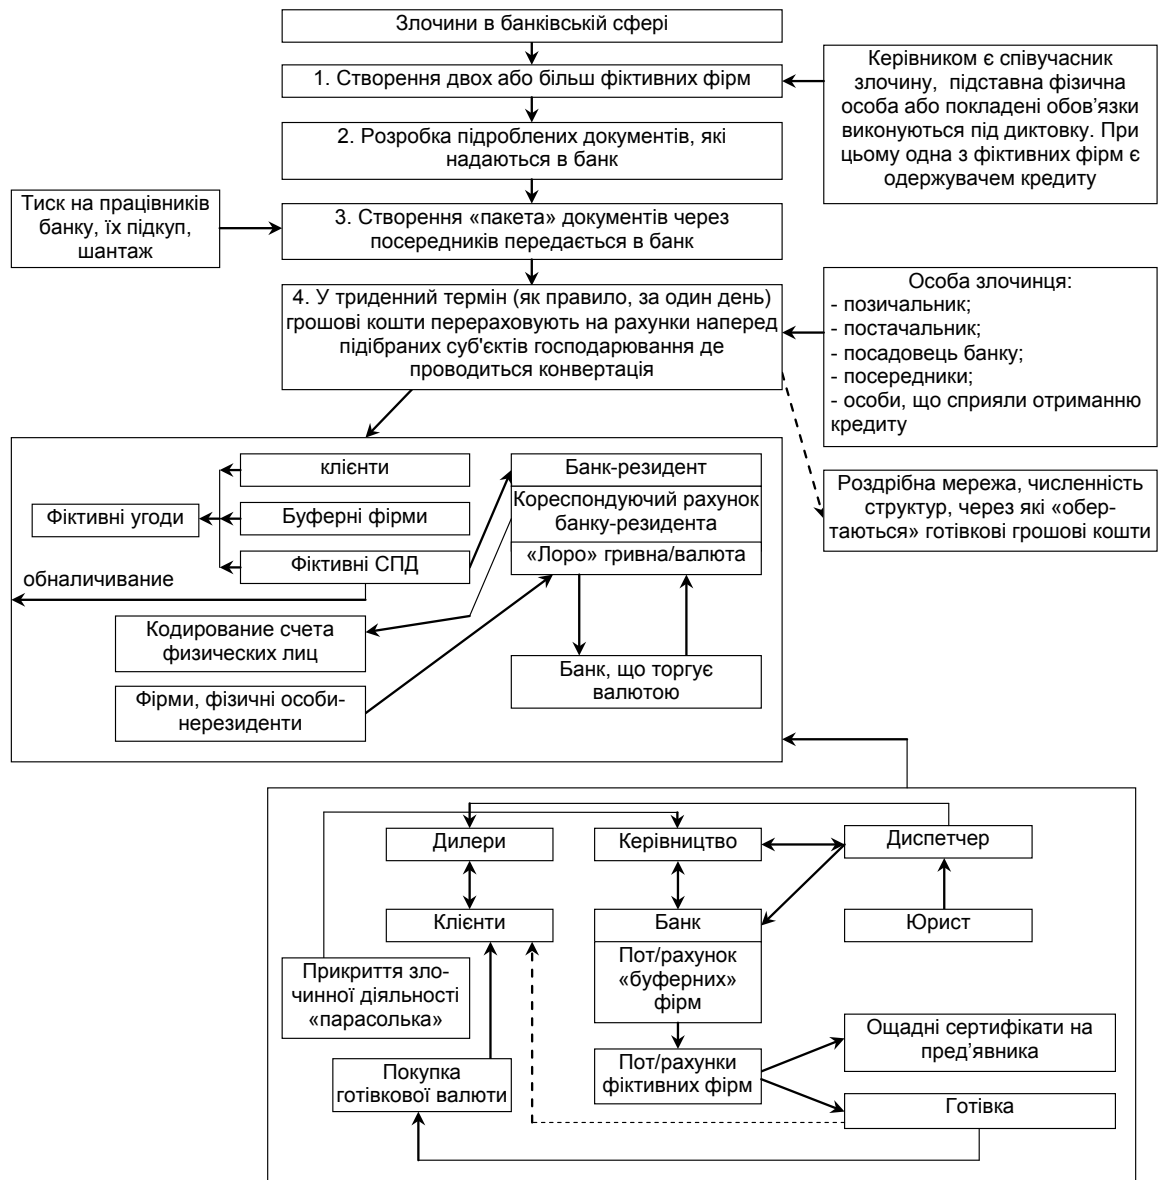 Злочини в банківській сфері
1. Створення двох або більш фіктивних фірм
Керівником є співучасник
злочину, підставна фізична
особа або покладені обов’язки
виконуються під диктовку. При
цьому одна з фіктивних фірм є
одержувачем кредиту
2. Розробка підроблених документів, які
надаються в банк
Тиск на працівників
банку, їх підкуп,
шантаж
3. Створення «пакета» документів через
посередників передається в банк
4. У триденний термін (як правило, за один день)
грошові кошти перераховують на рахунки наперед
підібраних суб'єктів господарювання де
проводиться конвертація
Особа злочинця:
- позичальник;
- постачальник;
- посадовець банку;
- посередники;
- особи, що сприяли отриманню
кредиту
Роздрібна мережа, численність
структур, через які «обер-
таються» готівкові грошові кошти
клієнти
Фіктивні угоди
Буферні фірми
Фіктивні СПД
обналичивание
Банк-резидент
Кореспондуючий рахунок
банку-резидента
«Лоро» гривна/валюта
Кодирование счета
физических лиц
Фірми, фізичні особи-
нерезиденти
Банк, що торгує
валютою
Дилери
Керівництво
Диспетчер
Клієнти
Банк
Юрист
Пот/рахунок
«буферних»
фірм
Прикриття зло-
чинної діяльності
«парасолька»
Пот/рахунки
фіктивних фірм
Ощадні сертифікати на
пред’явника
Покупка
готівкової валюти
Готівка